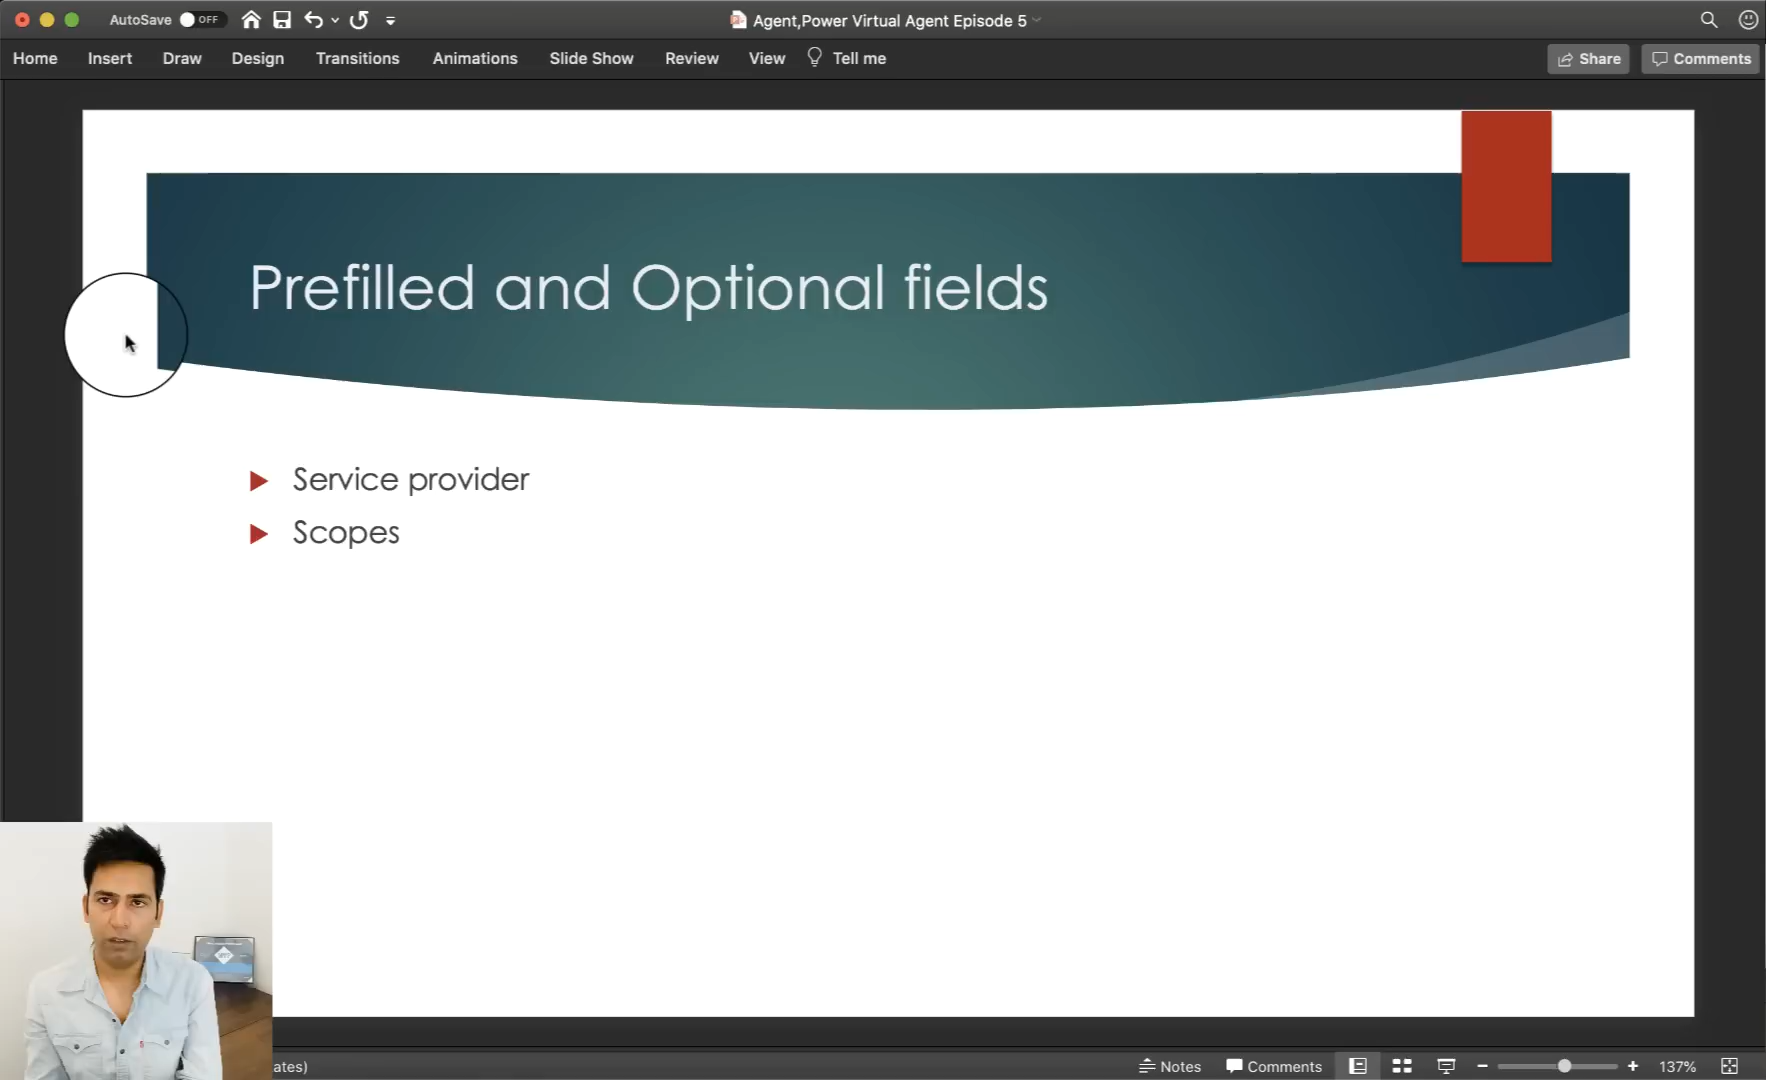 AutoSave OFF
Agent,Power Virtual Agent Episode 5
Home Insert Draw Design Transitions Animations Slide Show Review View Tell me Share Comments
Prefilled and Optional fields
Service provider
Scopes
ates) Notes Comments 137%